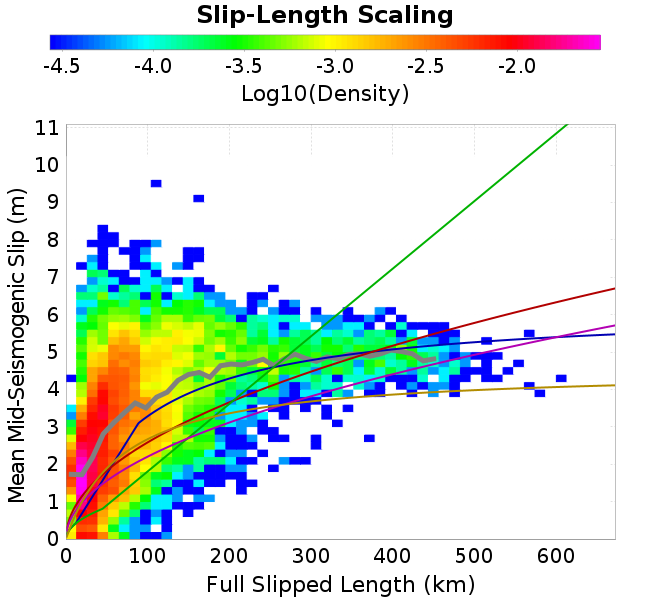 Slip-Length Scaling
-4.5 -4.0 -3.5 -3.0 -2.5 -2.0
Log10(Density)
Mean Mid-Seismogenic Slip (m)
11
10
9
8
7
6
5
4
3
2
1
0
0 100 200 300 400 500 600
Full Slipped Length (km)